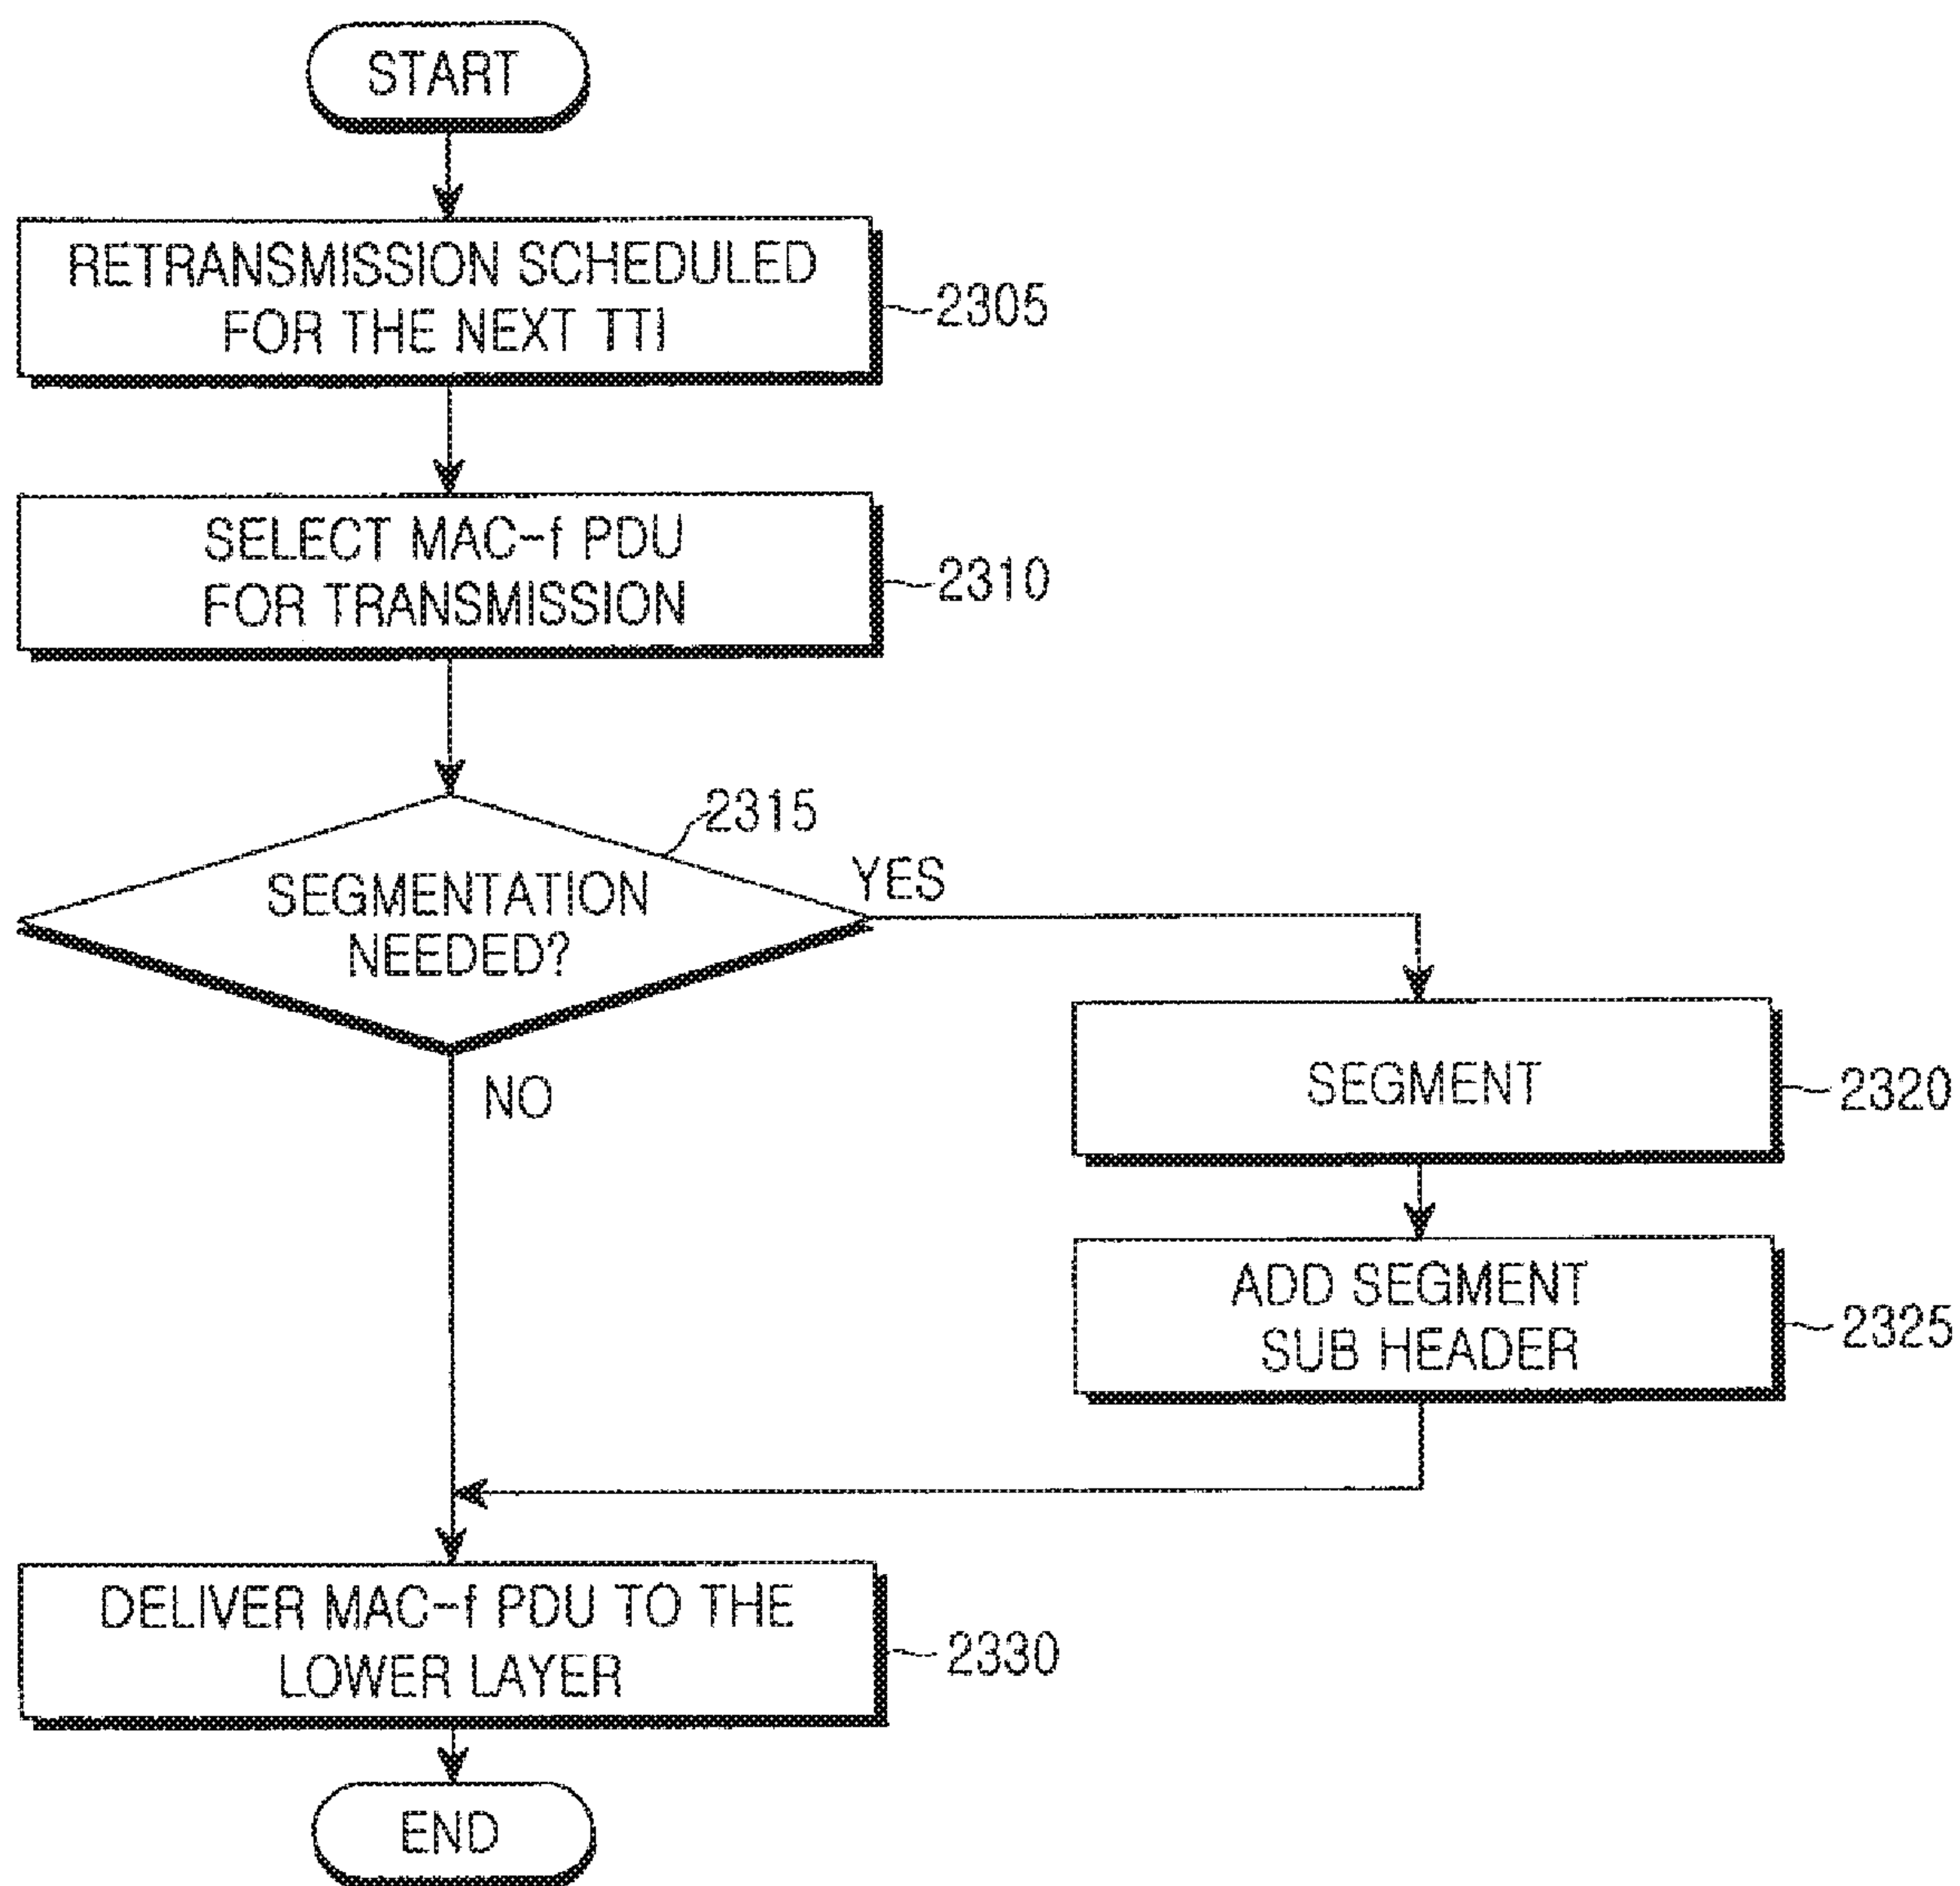 START
RETRANSMISSION SCHEDULED
FOR THE NEXT TTI
2305
SELECT MAC-f PDU
FOR TRANSMISSION
2310
2315
SEGMENTATION
NEEDED?
YES
NO
SEGMENT
2320
ADD SEGMENT
SUB HEADER
2325
DELIVER MAC-f PDU TO THE
LOWER LAYER
2330
END